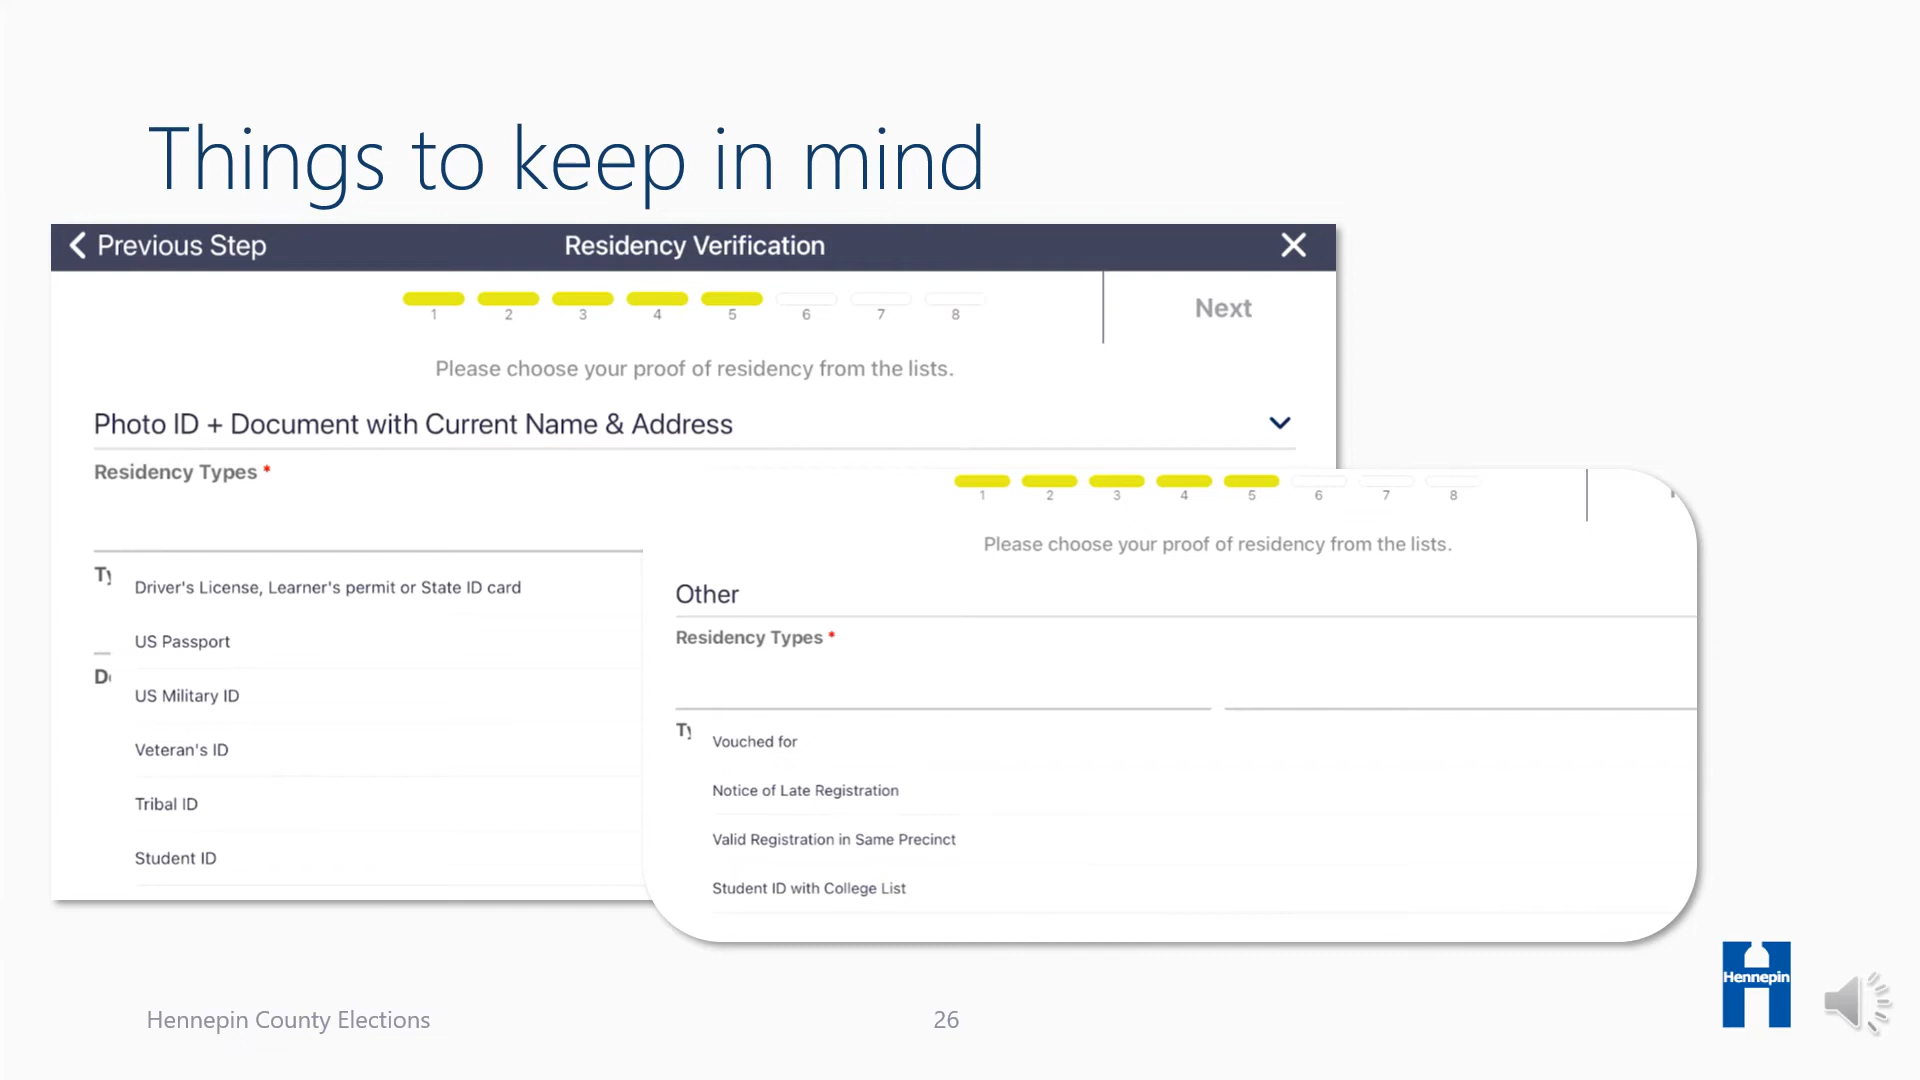 Things to keep in mind
Previous Step
Residency Verification
1 2 3 4 5 6 7 8
Next
Please choose your proof of residency from the lists.
Photo ID + Document with Current Name & Address
Residency Types *
Driver's License, Learner's permit or State ID card
US Passport
US Military ID
Veteran's ID
Tribal ID
Student ID
1 2 3 4 5 6 7 8
Please choose your proof of residency from the lists.
Other
Residency Types *
Vouched for
Notice of Late Registration
Valid Registration in Same Precinct
Student ID with College List
Hennepin County Elections
26
Hennepin